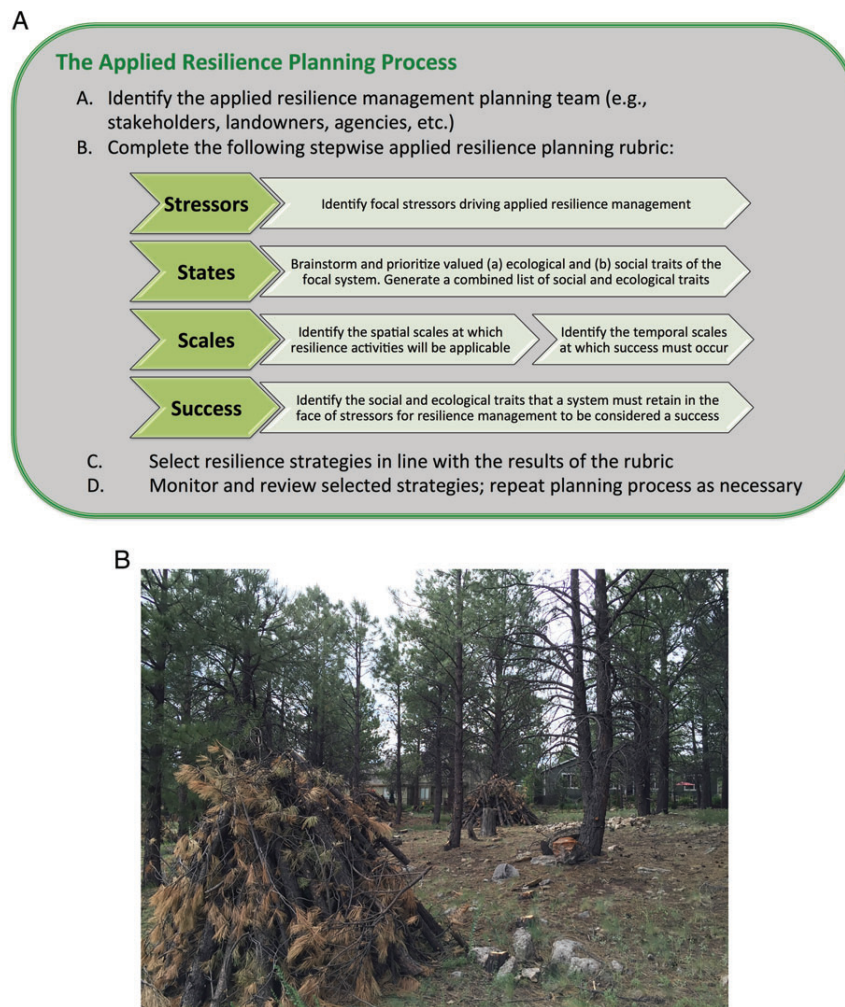 A
The Applied Resilience Planning Process
A. Identify the applied resilience management planning team (e.g.,
stakeholders, landowners, agencies, etc.)
B. Complete the following stepwise applied resilience planning rubric:
Stressors
Identify focal stressors driving applied resilience management
States
Brainstorm and prioritize valued (a) ecological and (b) social traits of the
focal system. Generate a combined list of social and ecological traits
Scales
Identify the spatial scales at which
resilience activities will be applicable
Identify the temporal scales
at which success must occur
Success
Identify the social and ecological traits that a system must retain in the
face of stressors for resilience management to be considered a success
C. Select resilience strategies in line with the results of the rubric
D. Monitor and review selected strategies; repeat planning process as necessary
B